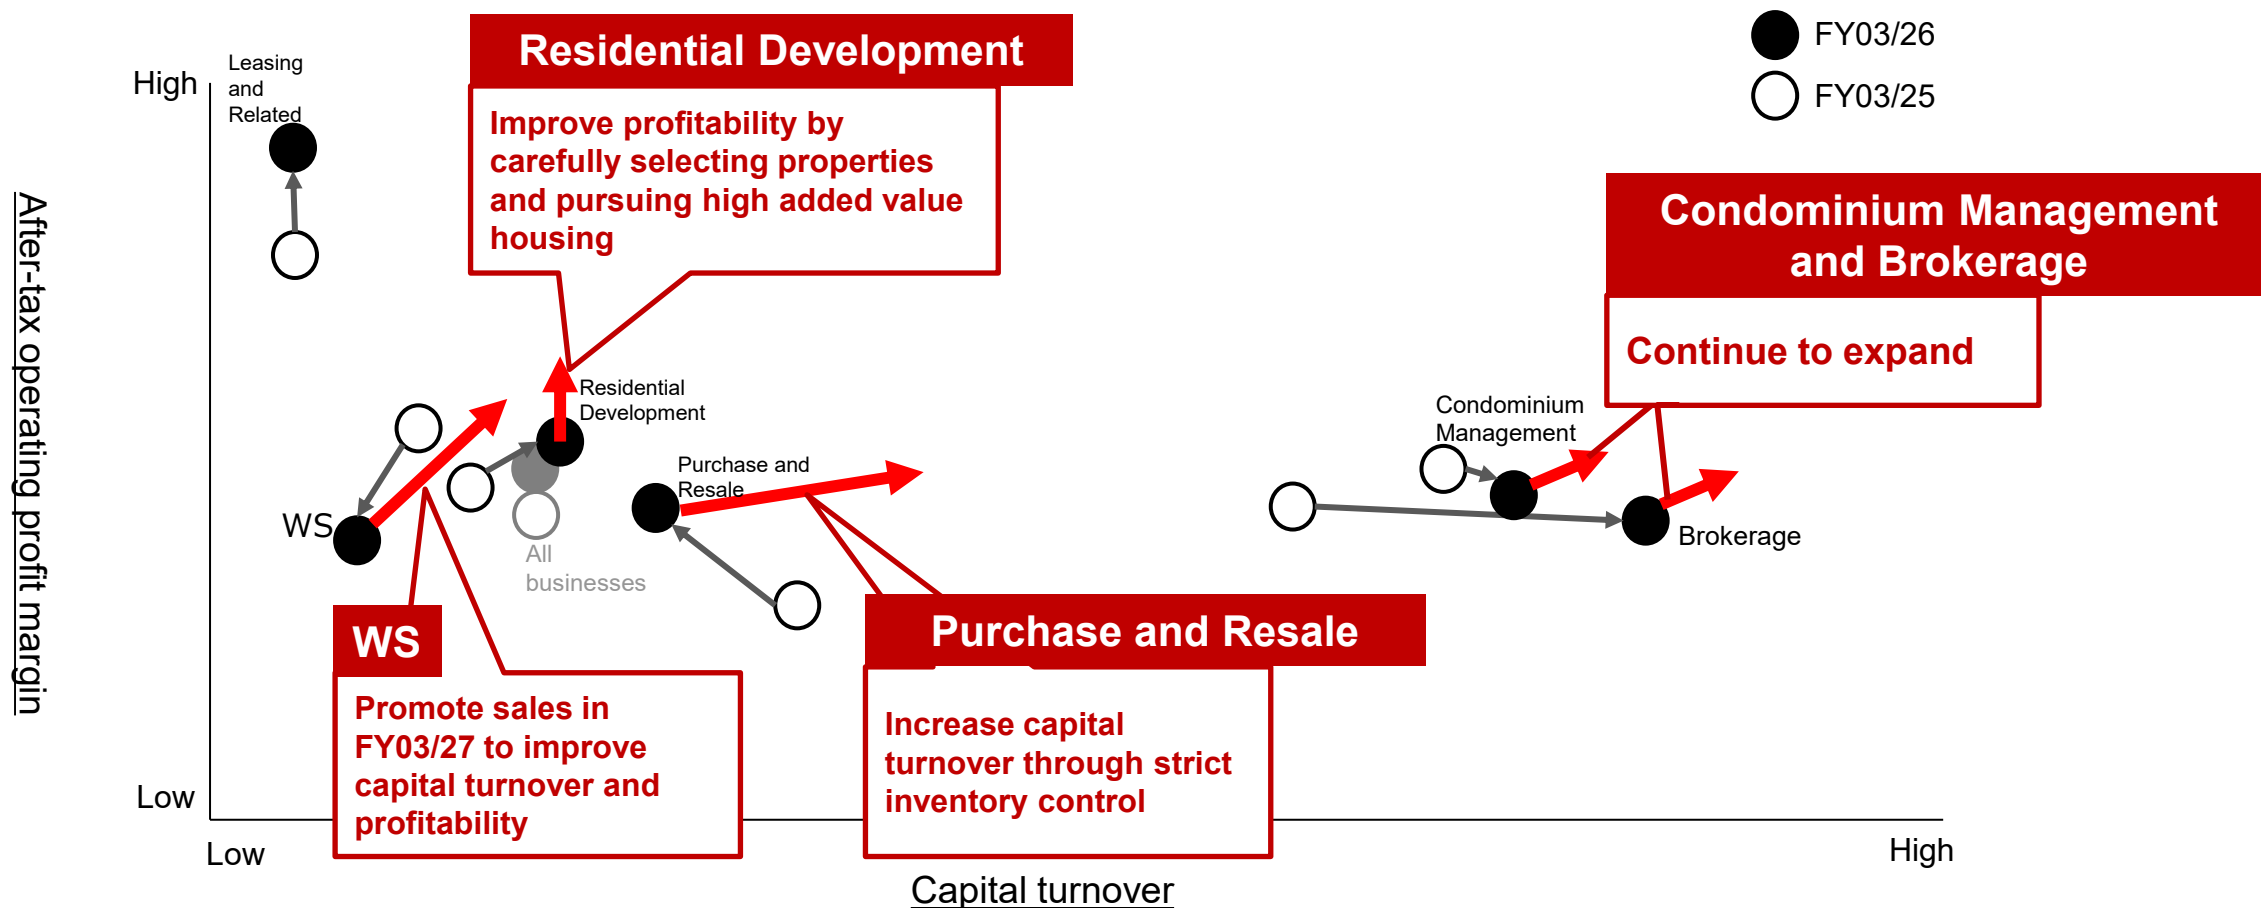 Residential Development
FY03/26
FY03/25
High
Leasing
and
Related
Improve profitability by
carefully selecting properties
and pursuing high added value
housing
Condominium Management
and Brokerage
Continue to expand
After-tax operating profit margin
Residential
Development
Condominium
Management
Purchase and
Resale
WS
Brokerage
All
businesses
WS
Promote sales in
FY03/27 to improve
capital turnover and
profitability
Purchase and Resale
Increase capital
turnover through strict
inventory control
Low
Low
High
Capital turnover